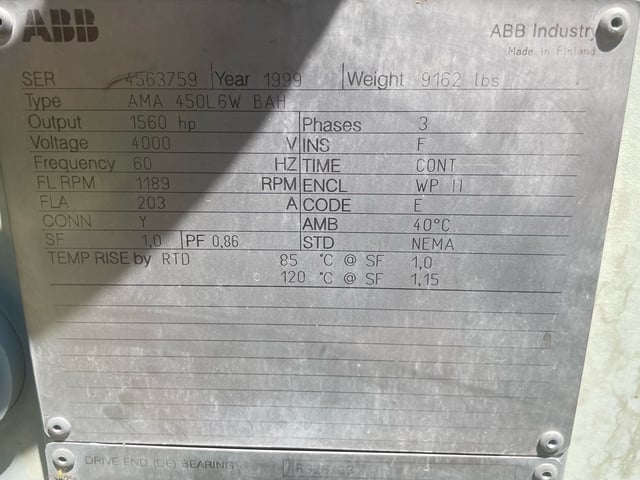 ABB
ABB Industry
Made in Finland
SER 4563759 Year 1999 Weight 9162 lbs
Type AMA 450L6W BAH
Output 1560 hp Phases 3
Voltage 4000 V INS F
Frequency 60 HZ TIME CONT
FL RPM 1189 RPM ENCL WP II
FLA 203 A CODE E
CONN Y AMB 40°C
SF 1,0 PF 0,86 STD NEMA
TEMP RISE by RTD 85 °C @ SF 1,0
120 °C @ SF 1,15
DRIVE END (DE) BEARING 6326/C3